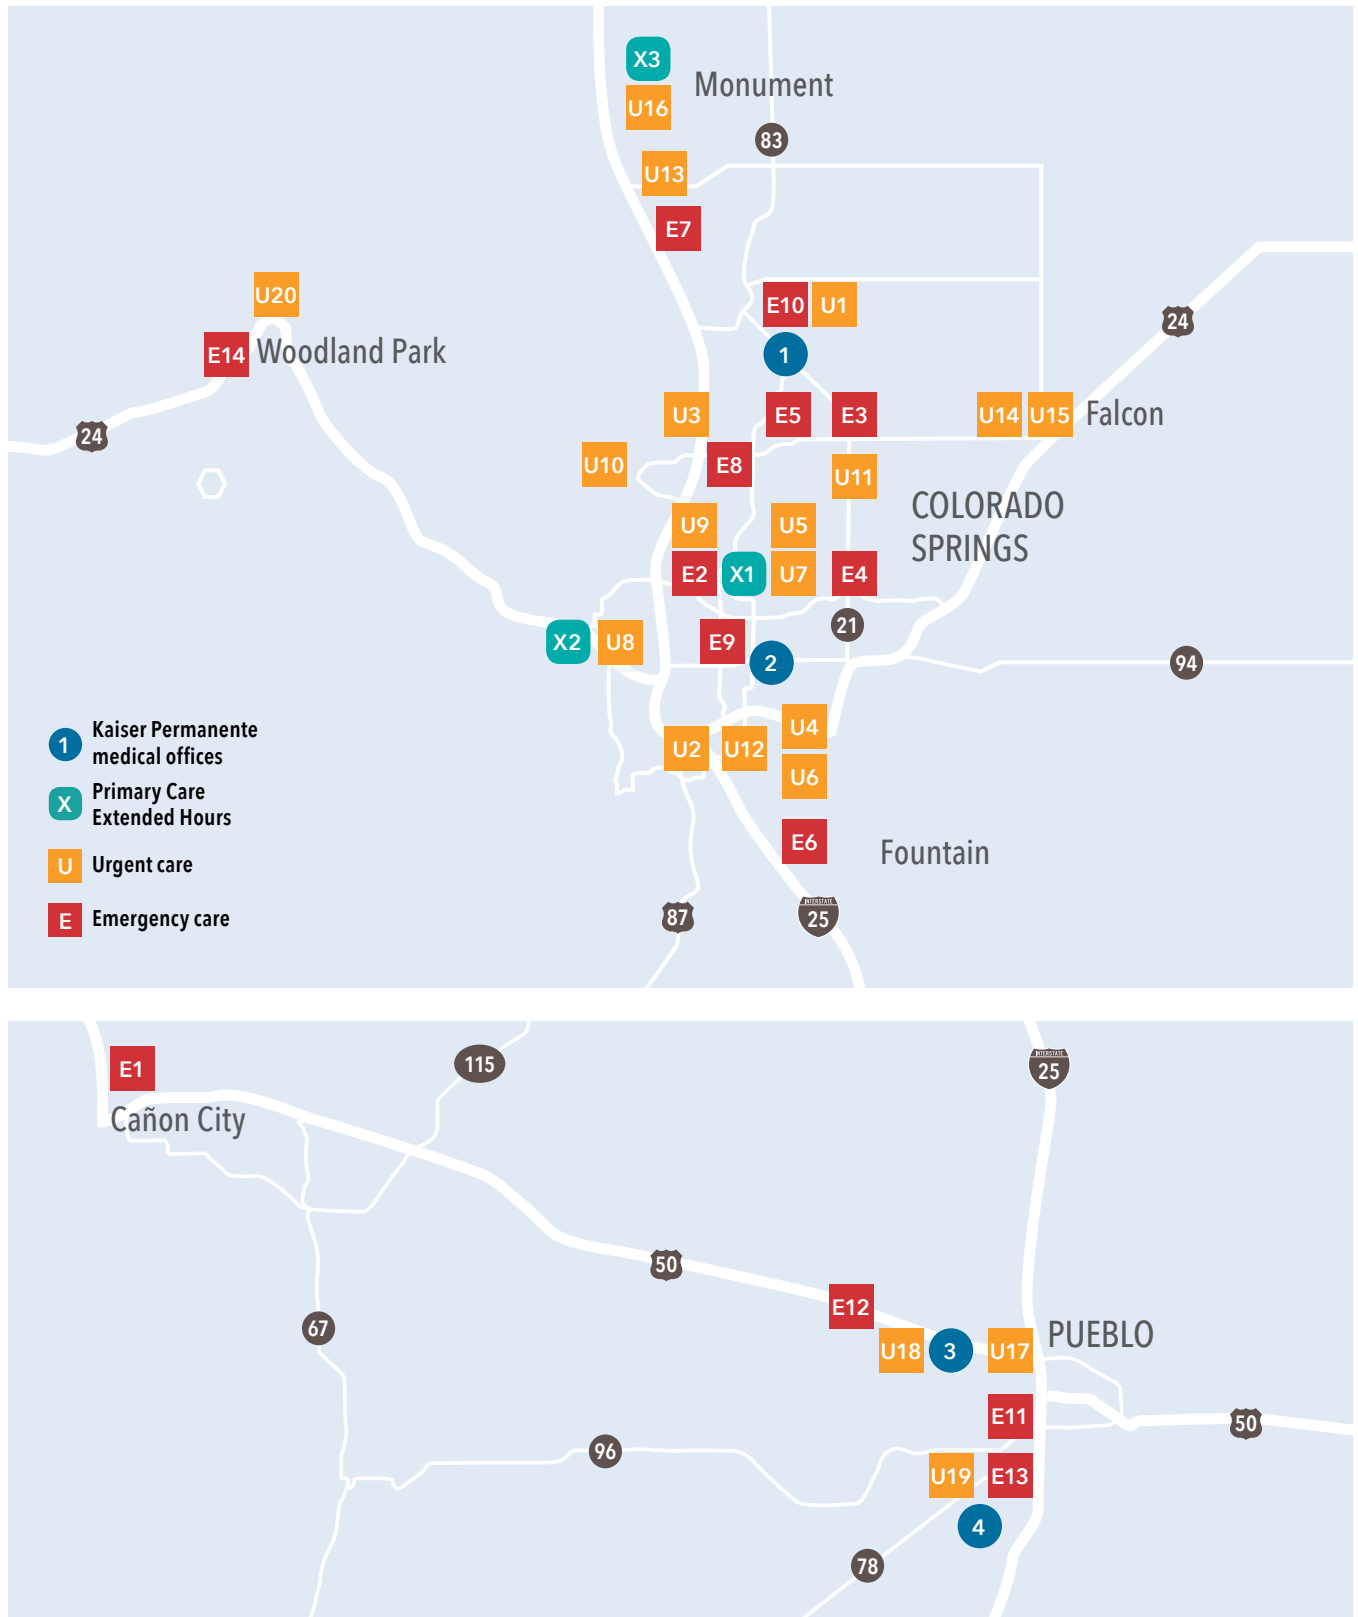 X3
Monument
U16
83
U13
E7
U20
E10 U1
24
E14 Woodland Park
1
U3 E5 E3 U14 U15 Falcon
24
U10 E8 U11
COLORADO
SPRINGS
U9 U5
E2 X1 U7 E4
21
X2 U8 E9 2 94
1 Kaiser Permanente
medical offices
U4
U2 U12
U6
X Primary Care
Extended Hours
E6 Fountain
U Urgent care
E Emergency care
87
INTERSTATE
25
E1
115
INTERSTATE
25
Cañon City
50
E12
67
PUEBLO
U18 3 U17
E11
50
96
U19 E13
4
78